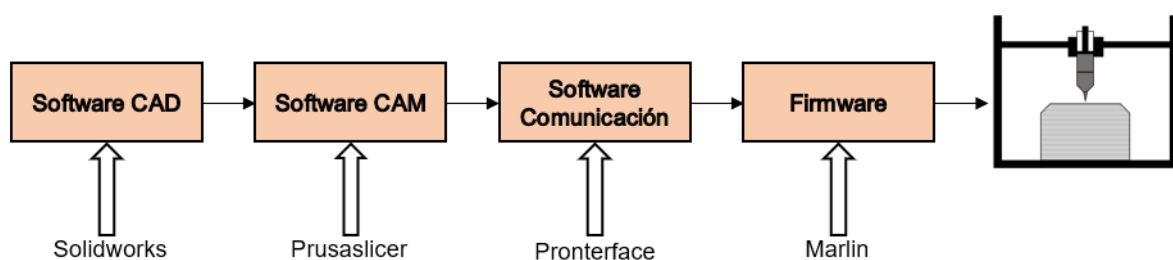 Software CAD
Software CAM
Software
Comunicación
Firmware
Solidworks
Prusaslicer
Pronterface
Marlin